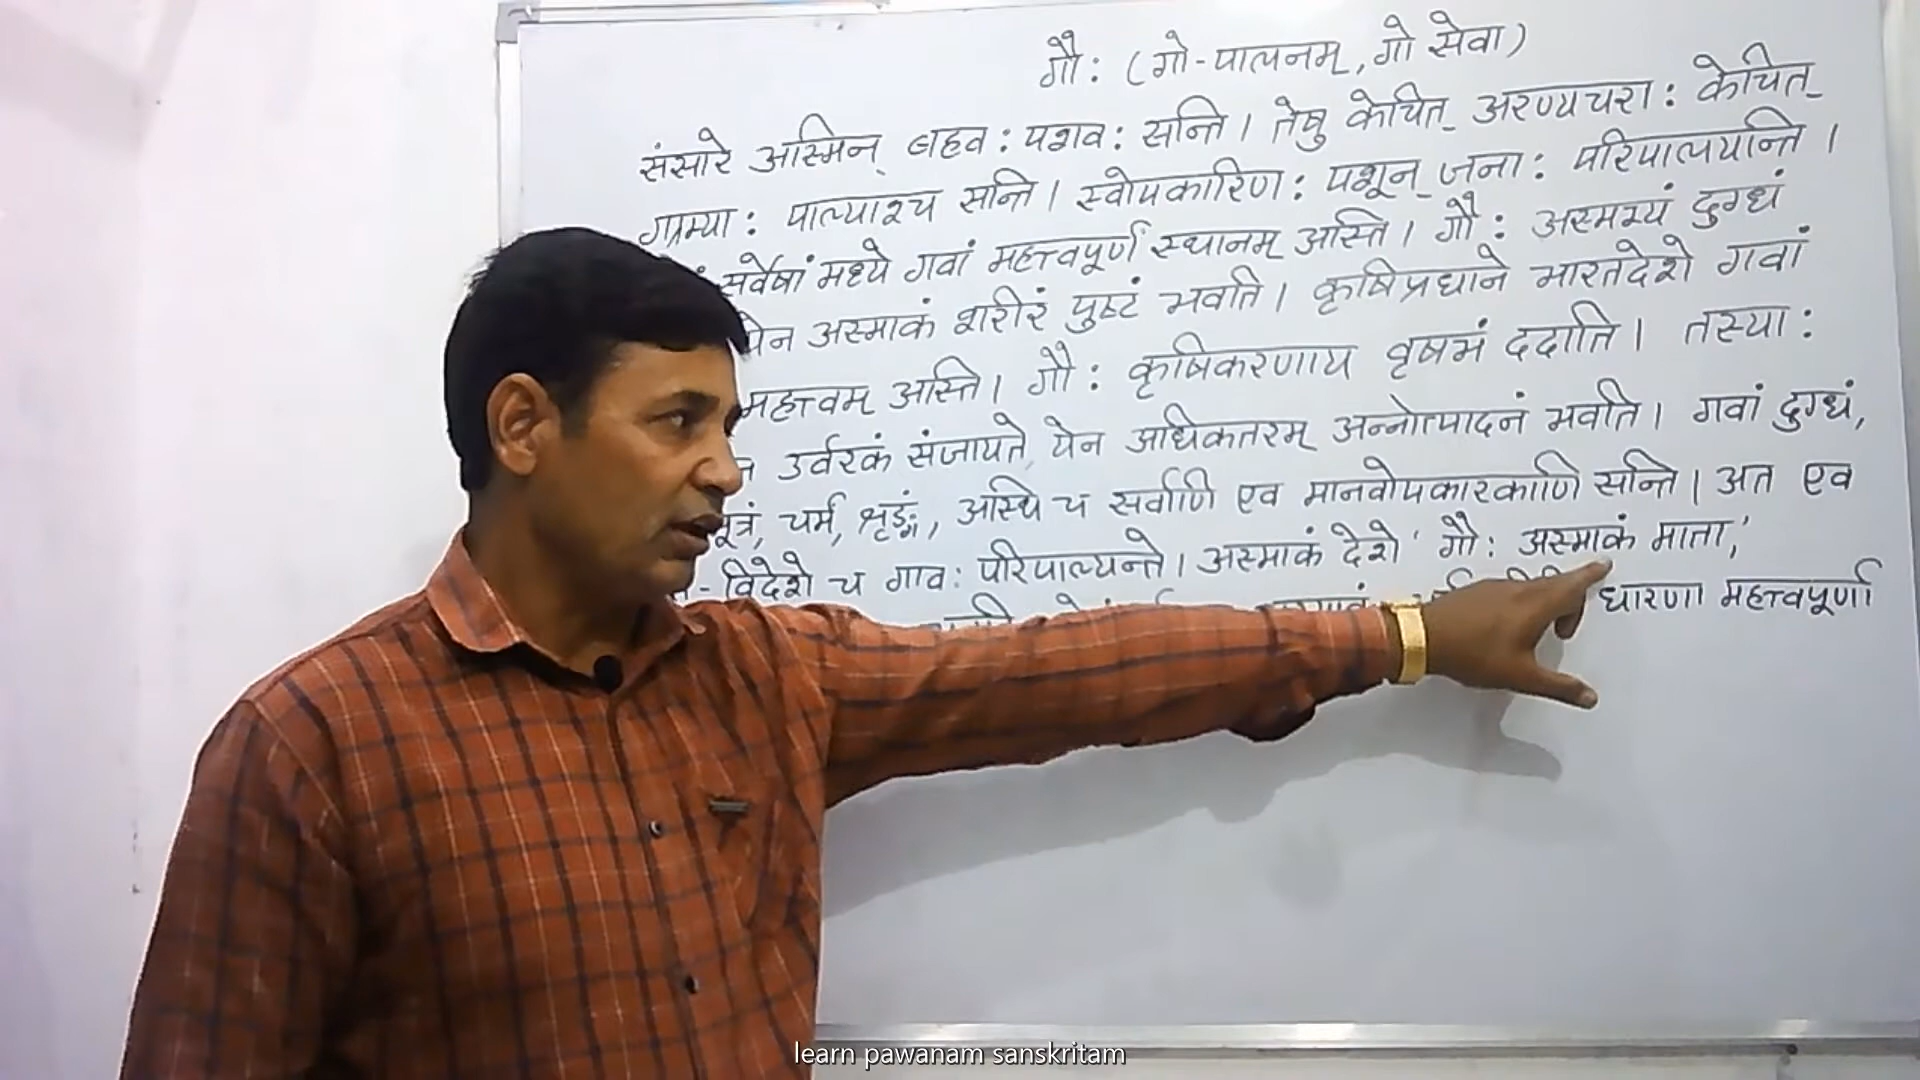 गौ: (गो-पालनम्, गो सेवा)
संसारे अस्मिन् बहव: पशव: सन्ति। तेषु केचित् अरण्यचरा: केचित्
ग्राम्या: पाल्याश्च सन्ति। स्वोपकारिण: पशून् जना: परिपालयन्ति।
सर्वेषां मध्ये गवां महत्त्वपूर्णं स्थानम् अस्ति। गौ: अस्मभ्यं दुग्धं
येन अस्माकं शरीरं पुष्टं भवति। कृषिप्रधाने भारतदेशे गवां
महत्त्वम् अस्ति। गौ: कृषिकरणाय वृषभं ददाति। तस्या:
उर्वरकं संजायते, येन अधिकतरम् अन्नोत्पादनं भवति। गवां दुग्धं,
चर्म, शृङ्गं, अस्थि च सर्वाणि एव मानवोपकारकाणि सन्ति। अत एव
विदेशे च गाव: परिपाल्यन्ते। अस्माकं देशे 'गौ: अस्माकं माता,'
धारणा महत्त्वपूर्णा
learn pawanam sanskritam